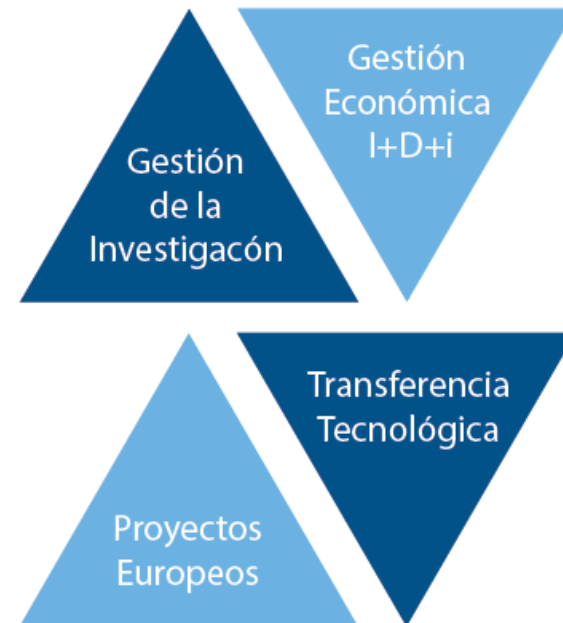 Gestión
de la
Investigacón
Gestión
Económica
I+D+i
Proyectos
Europeos
Transferencia
Tecnológica